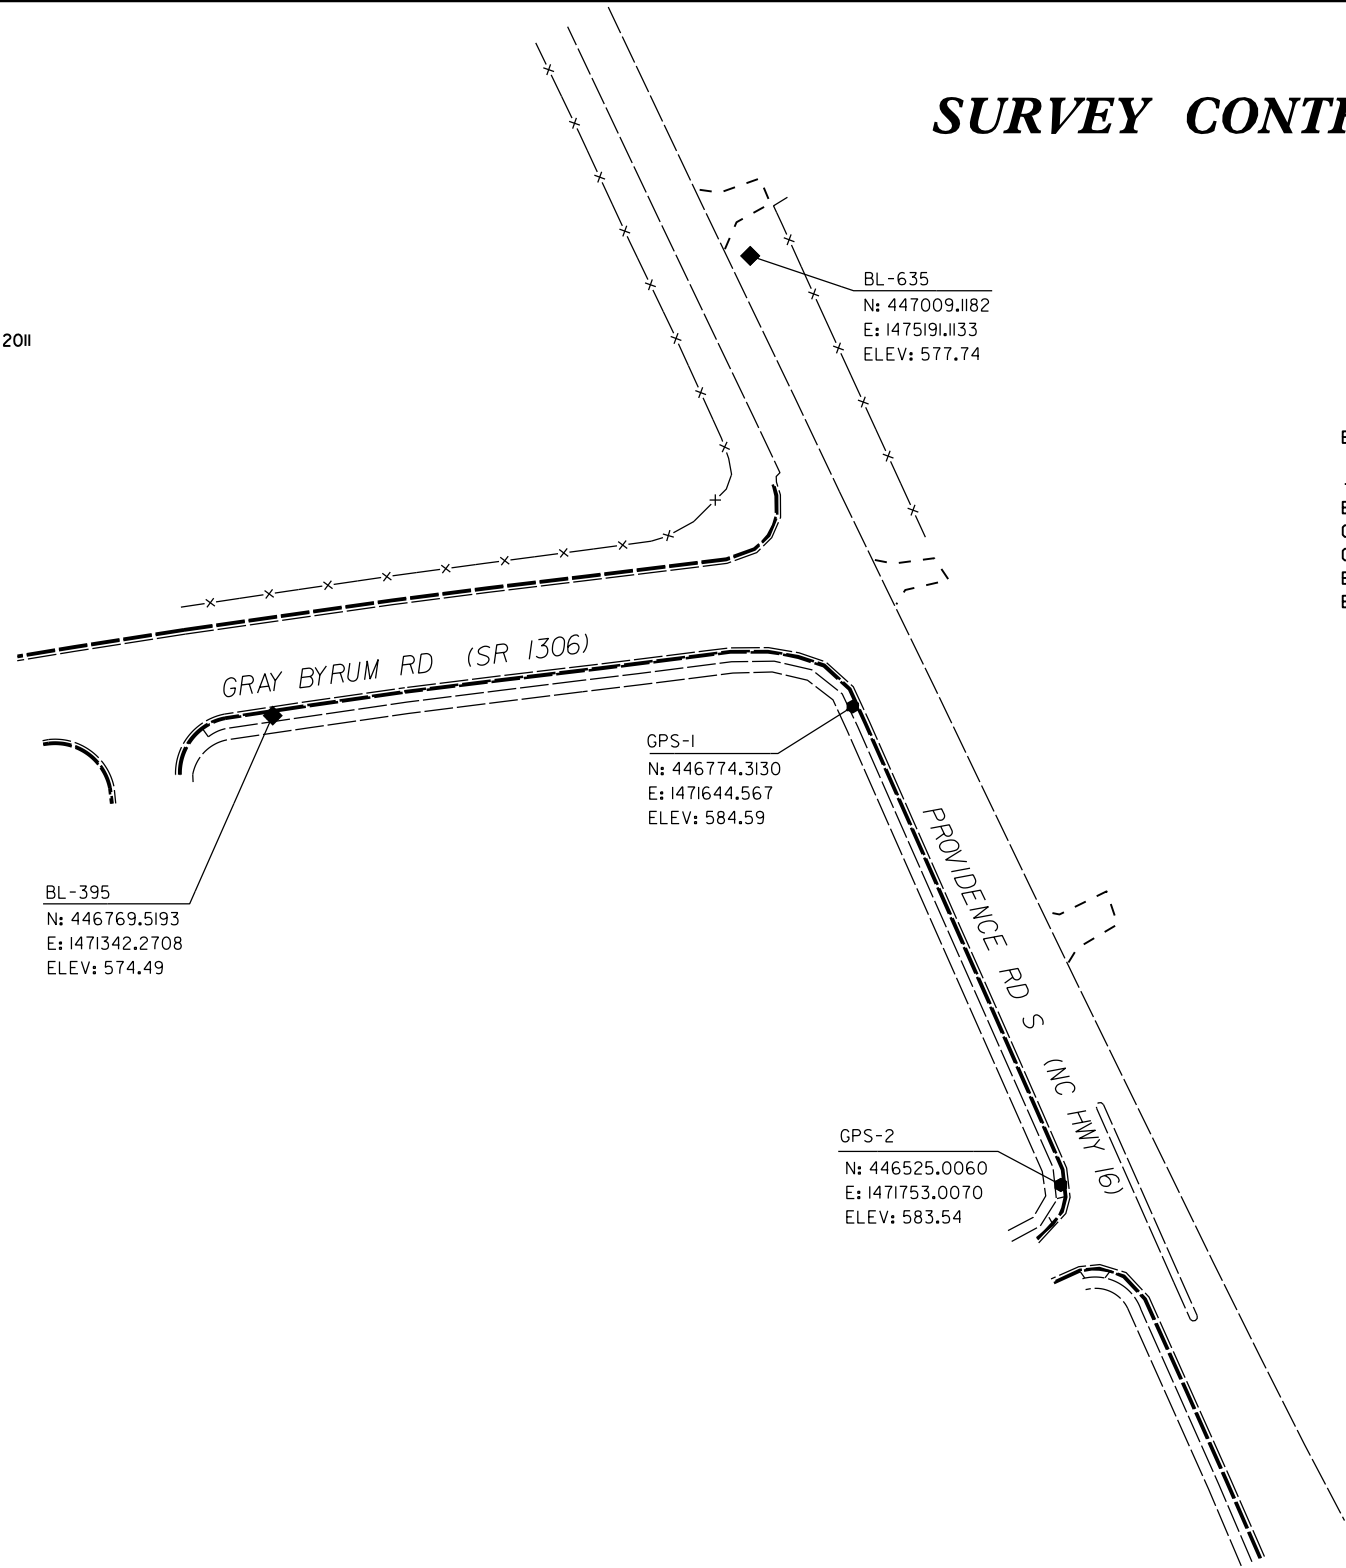 SURVEY CONT
BL-635
N: 447009.1182
E: 1475191.1133
ELEV: 577.74
2011
GRAY BYRUM RD (SR 1306)
GPS-1
N: 446774.3130
E: 1471644.567
ELEV: 584.59
PROVIDENCE RD S (NC HWY 16)
BL-395
N: 446769.5193
E: 1471342.2708
ELEV: 574.49
GPS-2
N: 446525.0060
E: 1471753.0070
ELEV: 583.54